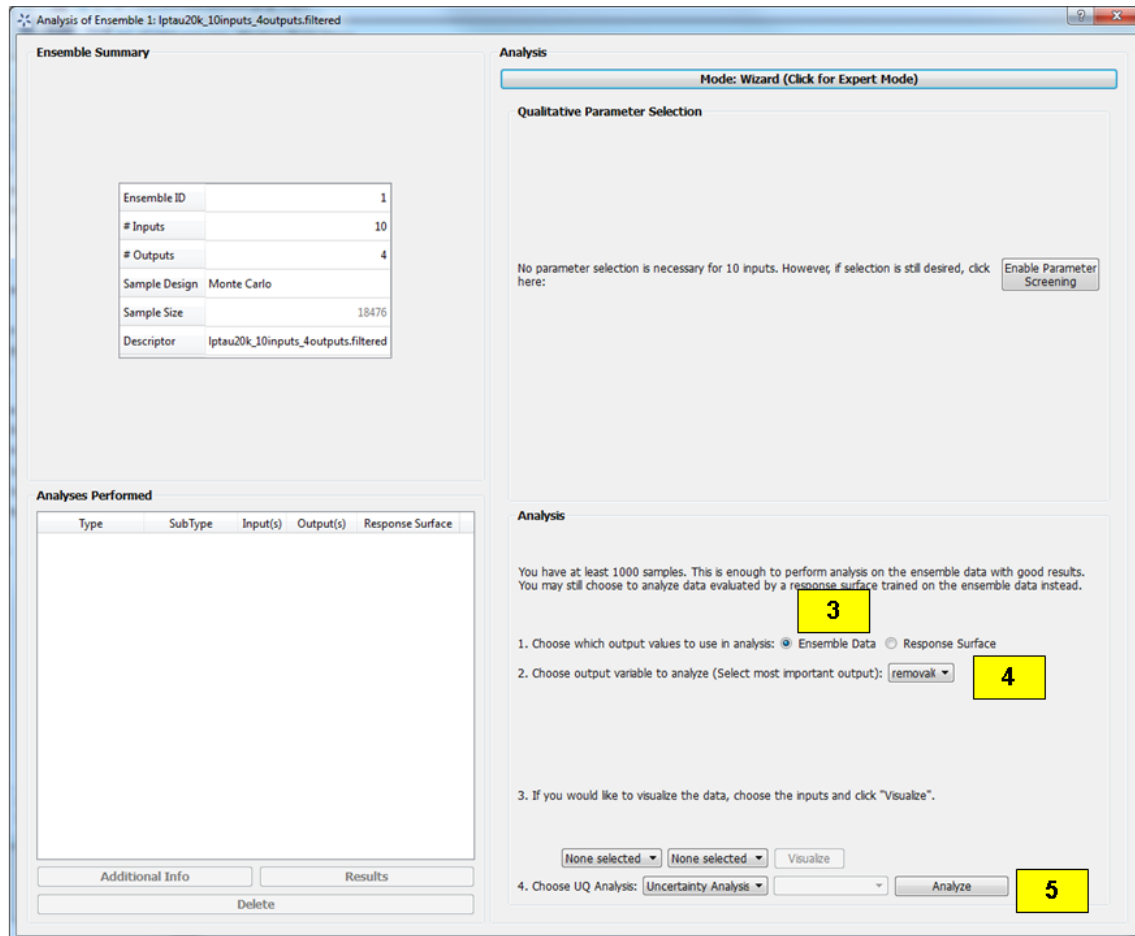 Analysis of Ensemble 1: lptau20k_10inputs_4outputs.filtered
Ensemble Summary
Ensemble ID 1
# Inputs 10
# Outputs 4
Sample Design Monte Carlo
Sample Size 18476
Descriptor lptau20k_10inputs_4outputs.filtered
Analyses Performed
Type SubType Input(s) Output(s) Response Surface
Additional Info Results
Delete
Analysis
Mode: Wizard (Click for Expert Mode)
Qualitative Parameter Selection
No parameter selection is necessary for 10 inputs. However, if selection is still desired, click
here:
Enable Parameter
Screening
Analysis
You have at least 1000 samples. This is enough to perform analysis on the ensemble data with good results.
You may still choose to analyze data evaluated by a response surface trained on the ensemble data instead.
3
1. Choose which output values to use in analysis: Ensemble Data Response Surface
2. Choose output variable to analyze (Select most important output):
4
3. If you would like to visualize the data, choose the inputs and click "Visualize".
None selected None selected Visualize
4. Choose UQ Analysis: Uncertainty Analysis Analyze
5